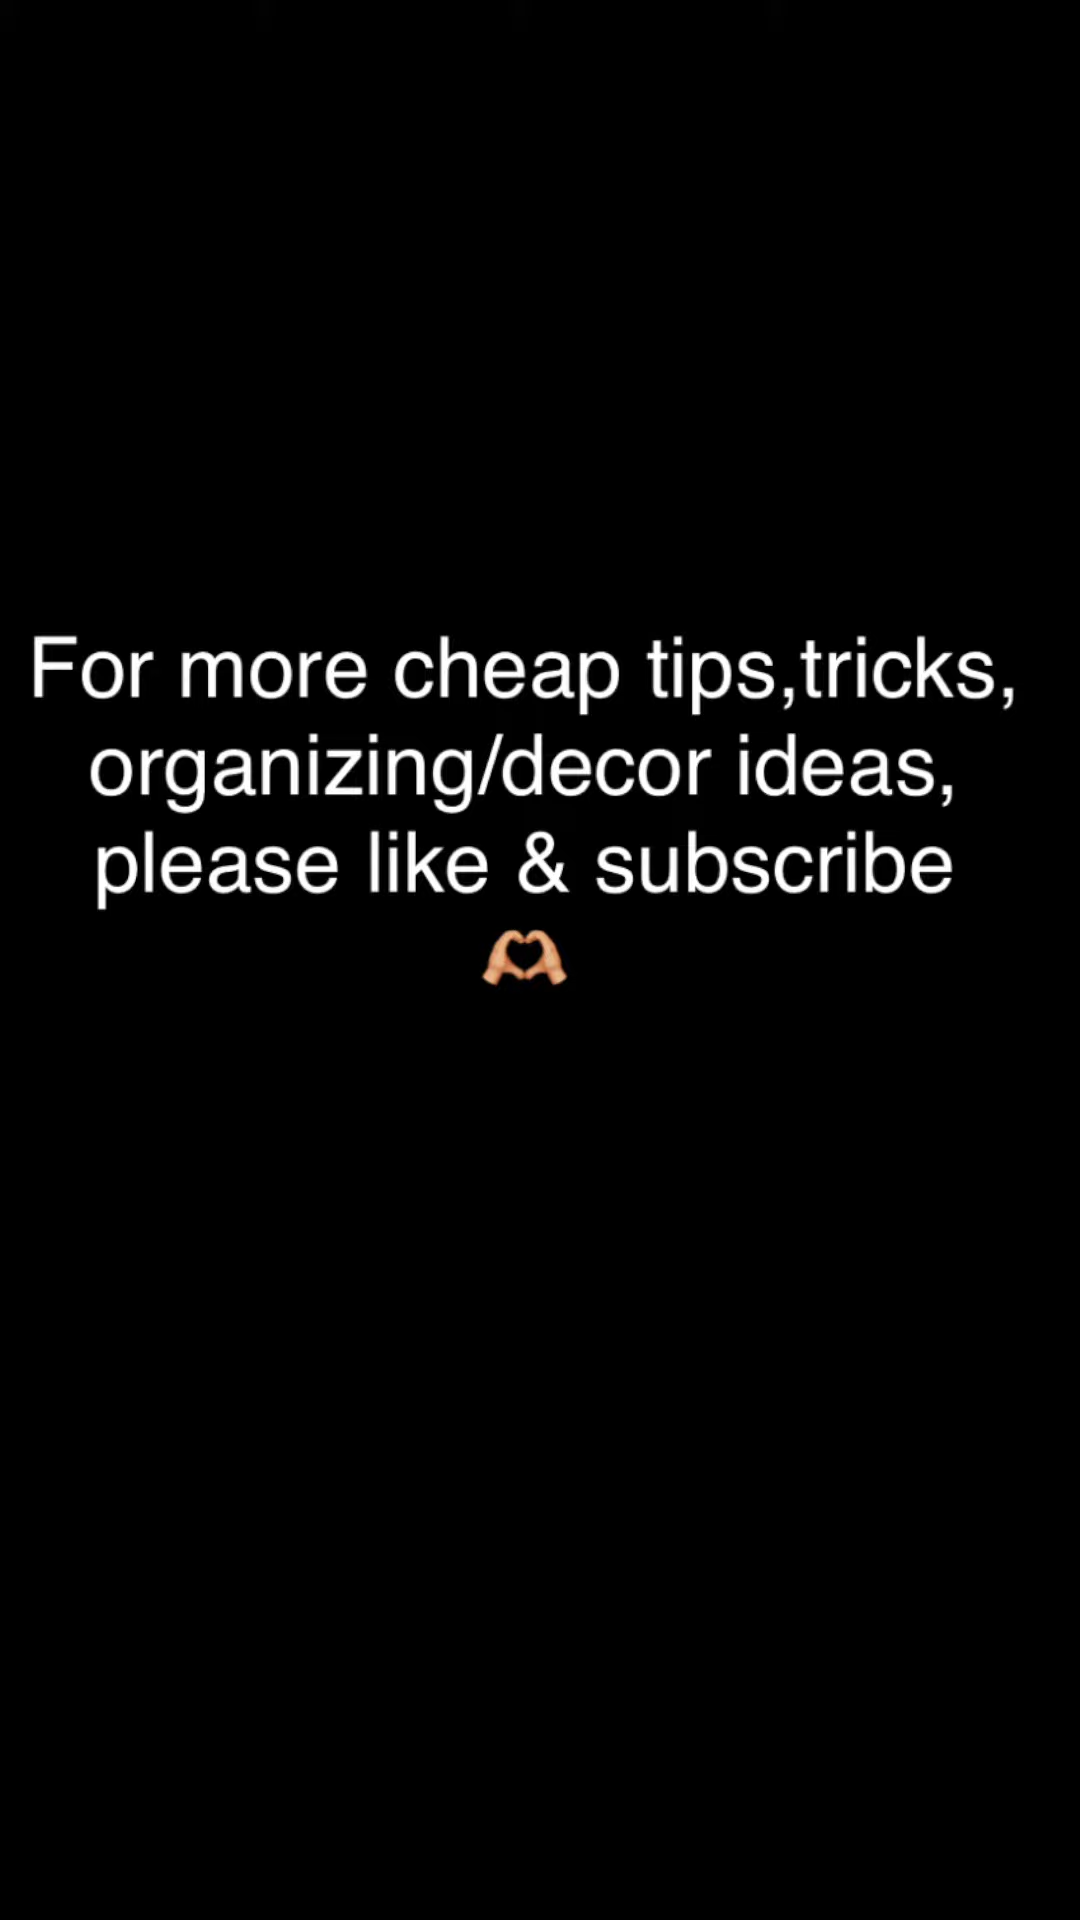 For more cheap tips,tricks,
organizing/decor ideas,
please like & subscribe
🫶🏼